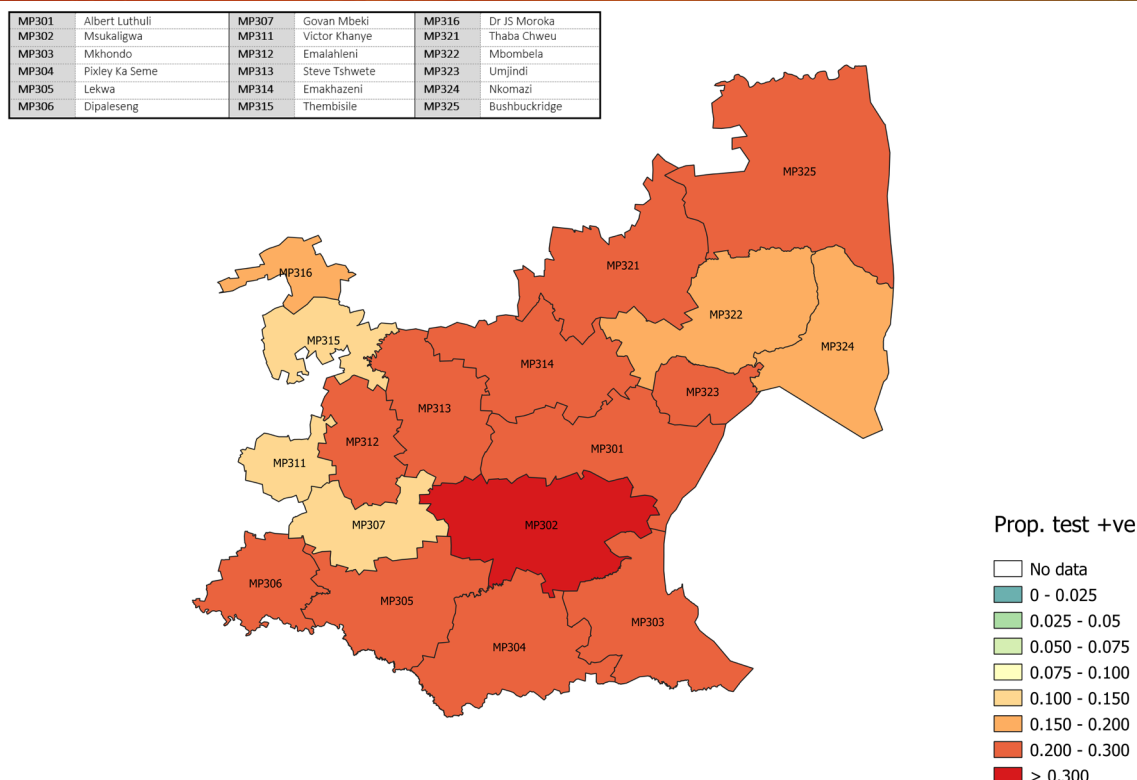 MP301 Albert Luthuli MP307 Govan Mbeki MP316 Dr JS Moroka
MP302 Msukaligwa MP311 Victor Khanye MP321 Thaba Chweu
MP303 Mkhondo MP312 Emalahleni MP322 Mbombela
MP304 Pixley Ka Seme MP313 Steve Tshwete MP323 Umjindi
MP305 Lekwa MP314 Emakhazeni MP324 Nkomazi
MP306 Dipaleseng MP315 Thembisile MP325 Bushbuckridge
MP325
MP321
MP316
MP322
MP315
MP324
MP314
MP323
MP313
MP312
MP301
MP311
MP307
MP302
MP306
MP305
MP303
MP304
Prop. test +ve
No data
0 - 0.025
0.025 - 0.05
0.050 - 0.075
0.075 - 0.100
0.100 - 0.150
0.150 - 0.200
0.200 - 0.300
> 0.300